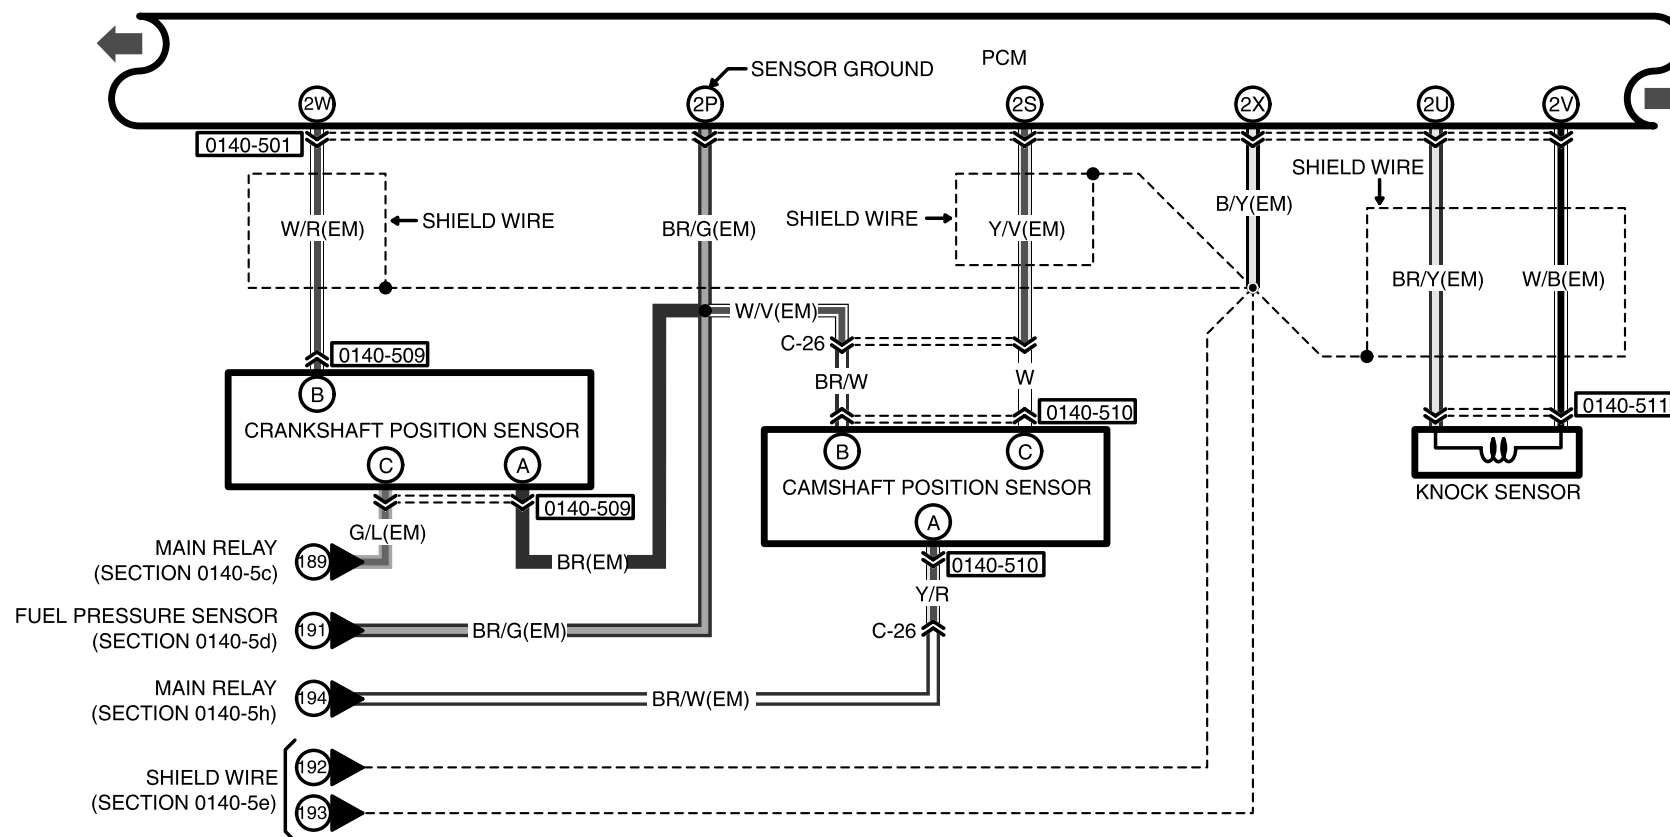 PCM
SENSOR GROUND
2W
2P
2S
2X
2U
2V
0140-501
SHIELD WIRE
SHIELD WIRE
SHIELD WIRE
W/R(EM)
BR/G(EM)
Y/V(EM)
B/Y(EM)
BR/Y(EM)
W/B(EM)
W/V(EM)
C-26
0140-509
BR/W
W
B
0140-510
0140-511
CRANKSHAFT POSITION SENSOR
C
A
B
C
0140-509
CAMSHAFT POSITION SENSOR
KNOCK SENSOR
A
G/L(EM)
MAIN RELAY
(SECTION 0140-5c)
189
BR(EM)
0140-510
Y/R
FUEL PRESSURE SENSOR
(SECTION 0140-5d)
191
BR/G(EM)
C-26
MAIN RELAY
(SECTION 0140-5h)
194
BR/W(EM)
SHIELD WIRE
(SECTION 0140-5e)
192
193